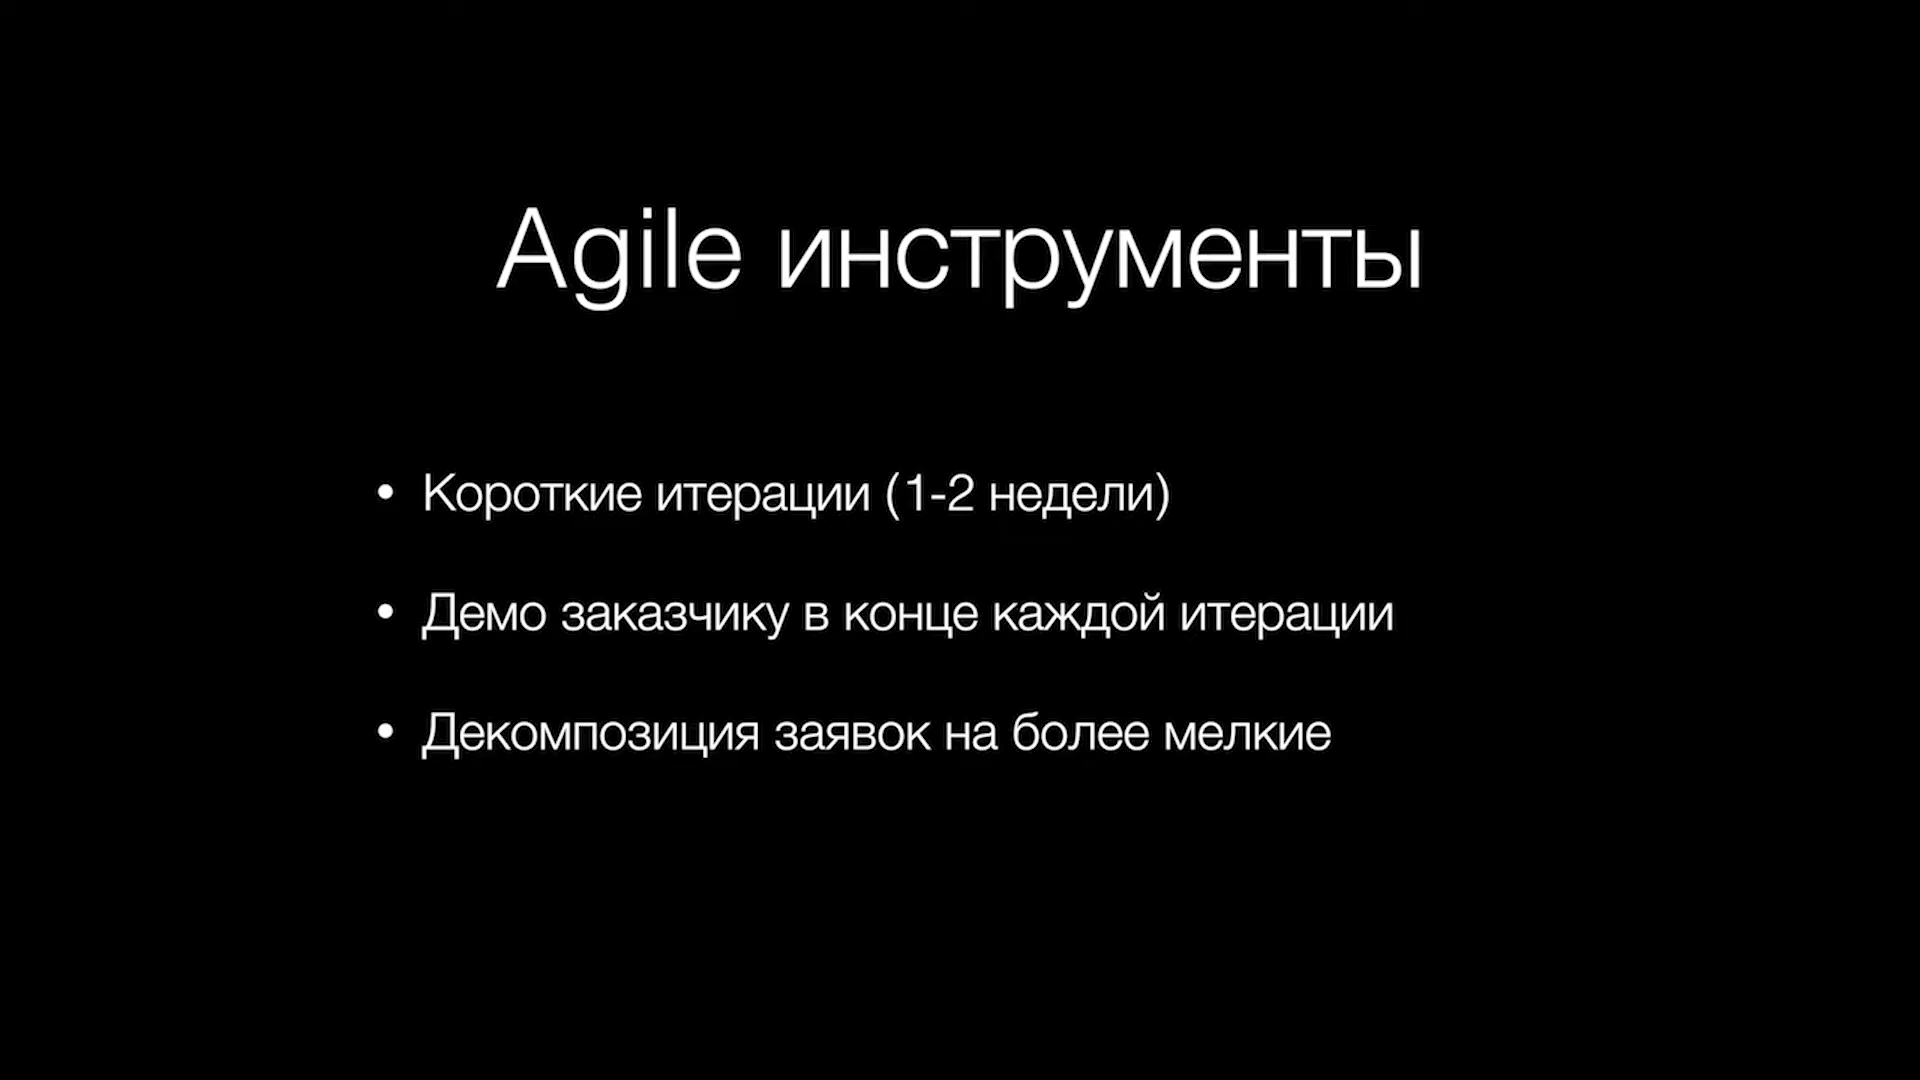 Agile инструменты
• Короткие итерации (1-2 недели)
• Демо заказчику в конце каждой итерации
• Декомпозиция заявок на более мелкие